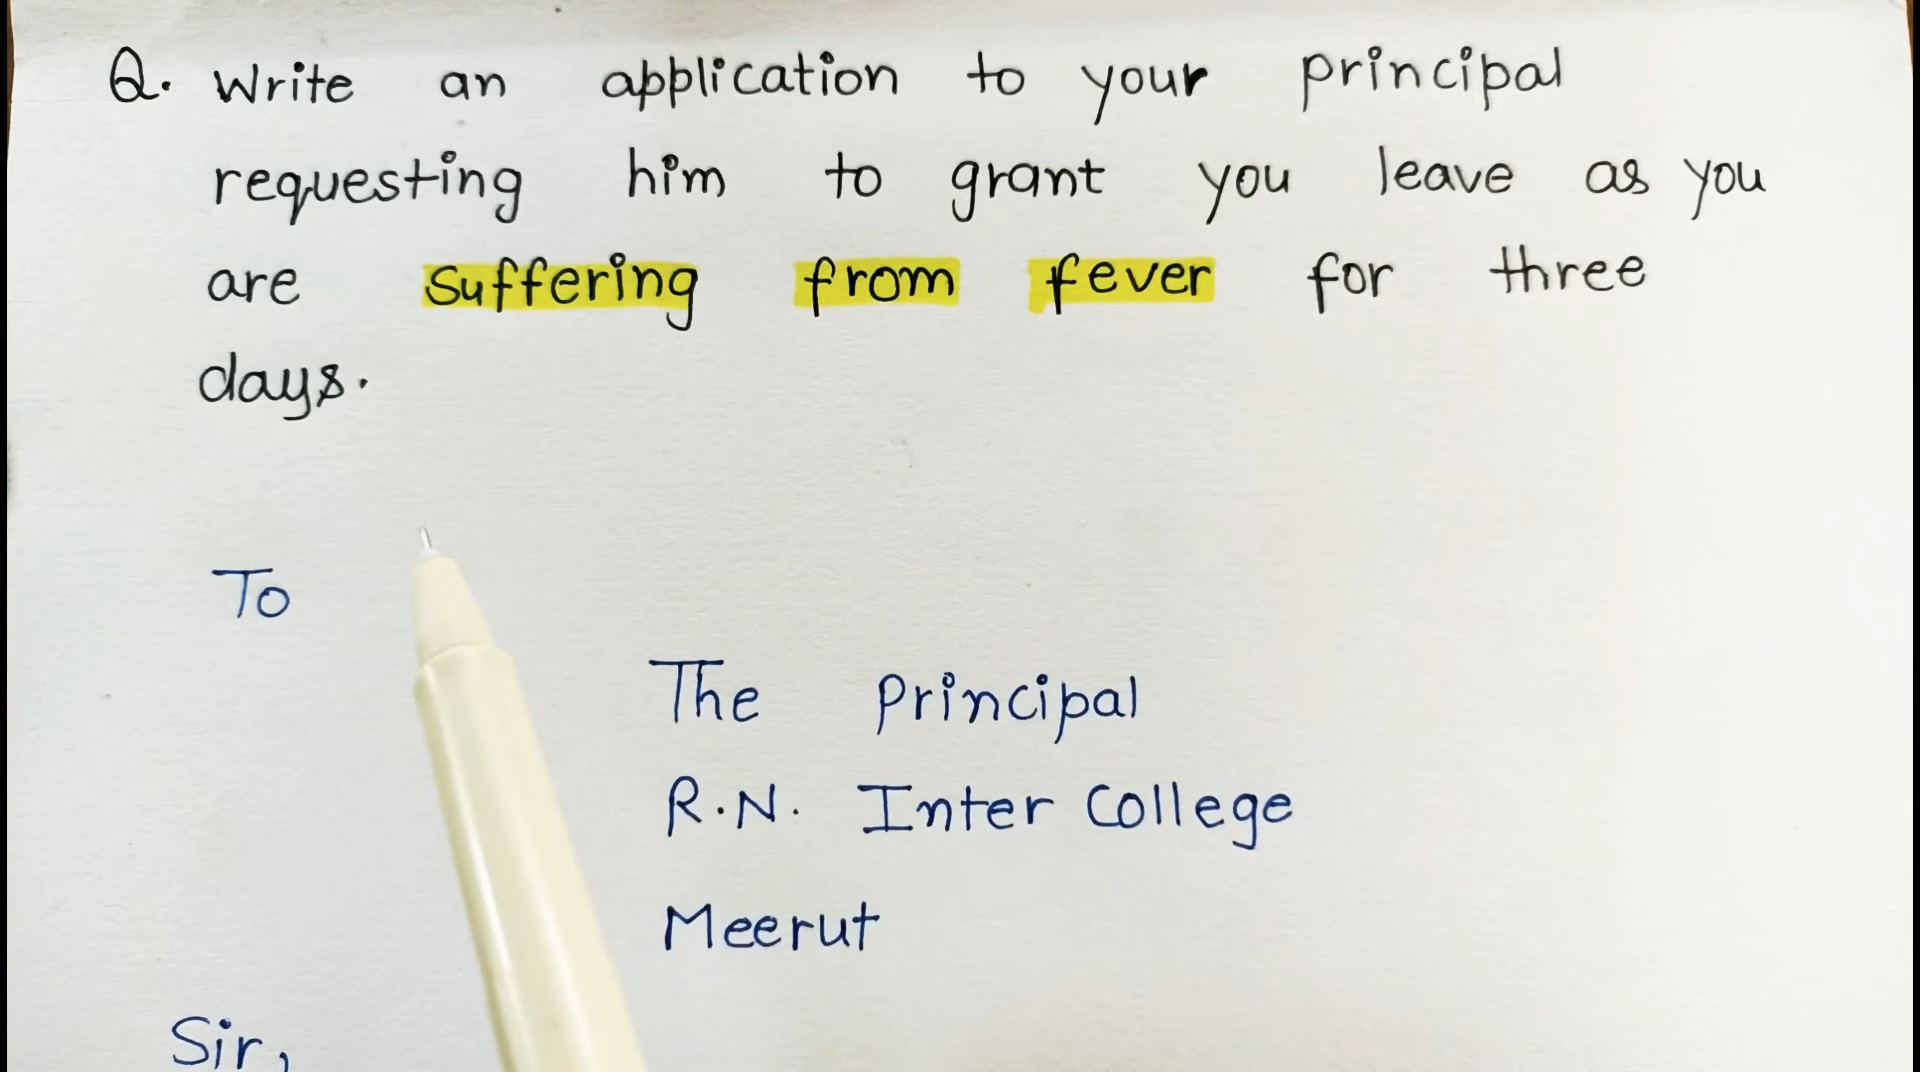 Q. Write an application to your principal
requesting him to grant you leave as you
are suffering from fever for three
days.
To
The Principal
R.N. Inter College
Meerut
Sir,